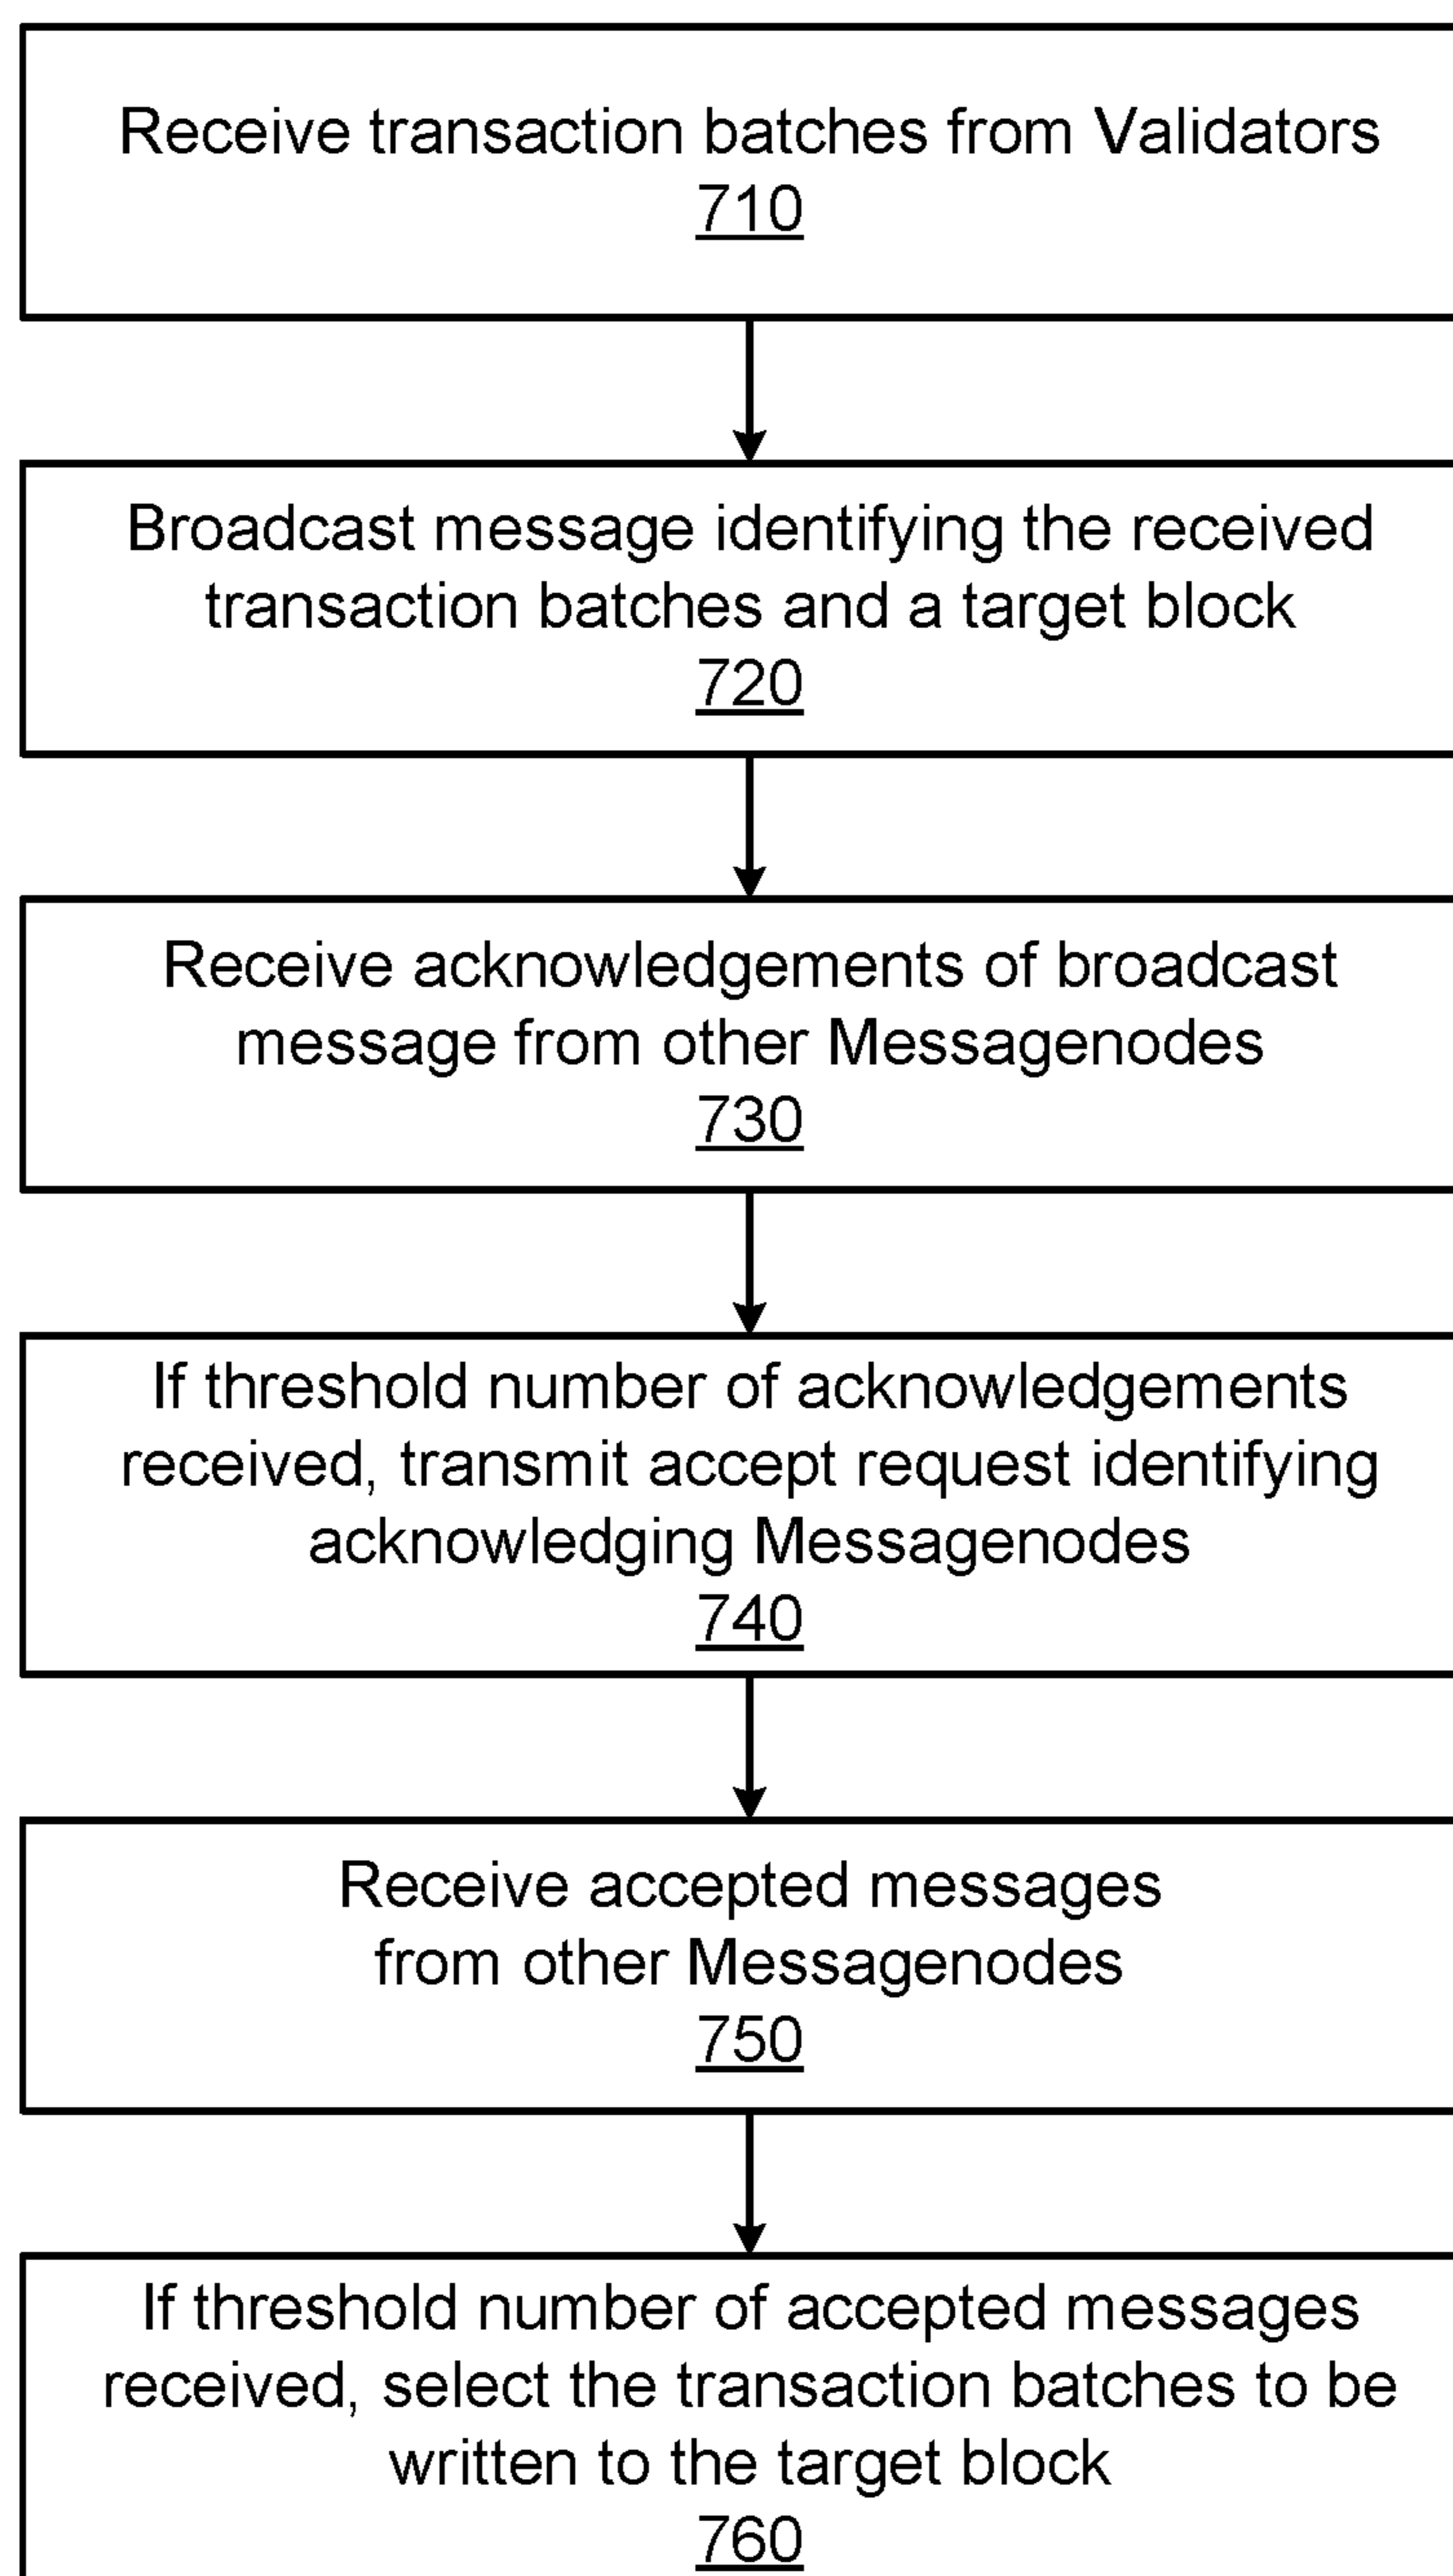 Receive transaction batches from Validators
710
Broadcast message identifying the received
transaction batches and a target block
720
Receive acknowledgements of broadcast
message from other Messagenodes
730
If threshold number of acknowledgements
received, transmit accept request identifying
acknowledging Messagenodes
740
Receive accepted messages
from other Messagenodes
750
If threshold number of accepted messages
received, select the transaction batches to be
written to the target block
760